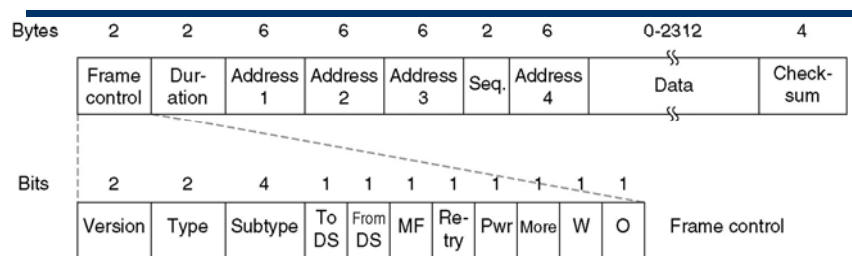 Bytes 2 2 6 6 6 2 6 0-2312 4
Frame control Dur- ation Address 1 Address 2 Address 3 Seq. Address 4 Data Check- sum
Bits 2 2 4 1 1 1 1 1 1 1 1
Version Type Subtype To DS From DS MF Re- try Pwr More W O Frame control